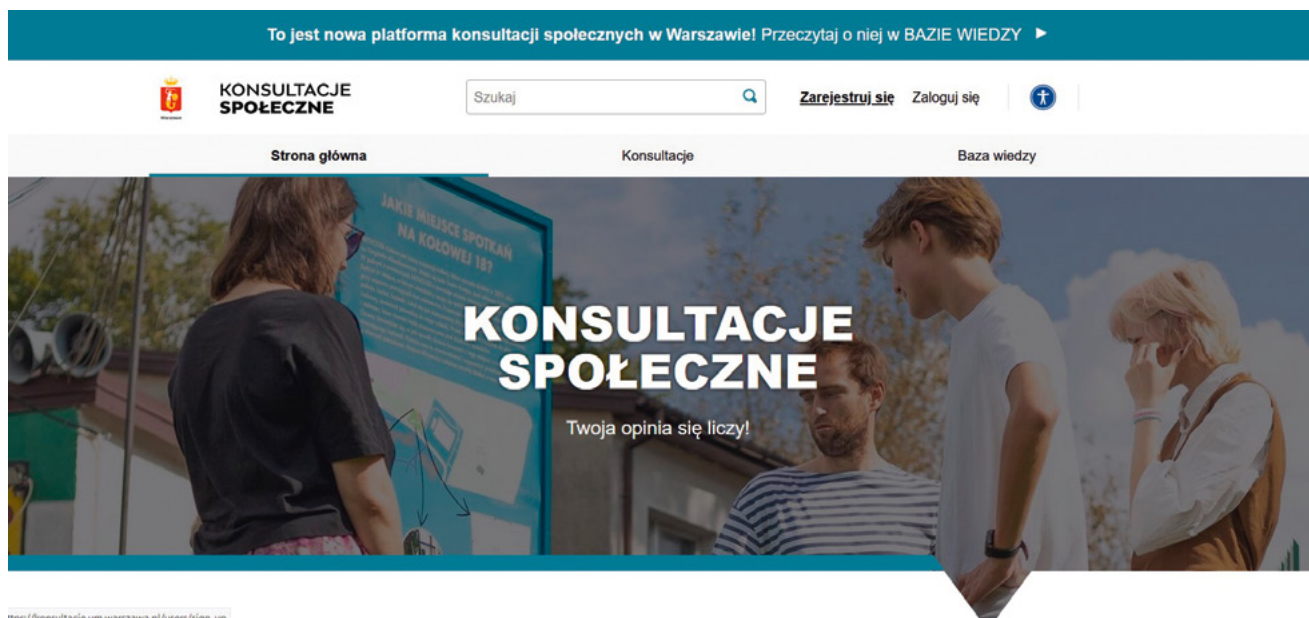 To jest nowa platforma konsultacji społecznych w Warszawie! Przeczytaj o niej w BAZIE WIEDZY ►
KONSULTACJE
SPOŁECZNE
Szukaj
Zarejestruj się Zaloguj się
Strona główna Konsultacje Baza wiedzy
JAKIE MIEJSCE SPOTKAŃ
NA KOŁOWEJ 18?
KONSULTACJE
SPOŁECZNE
Twoja opinia się liczy!